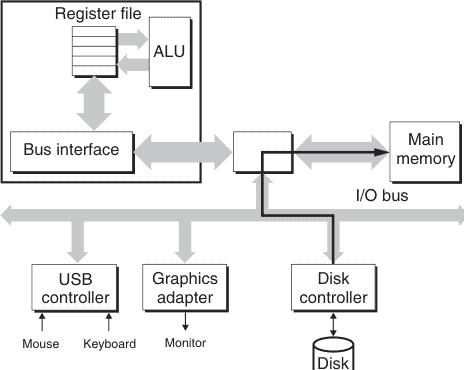 Register file
ALU
Bus interface
Main
memory
I/O bus
USB
controller
Graphics
adapter
Disk
controller
Mouse
Keyboard
Monitor
Disk